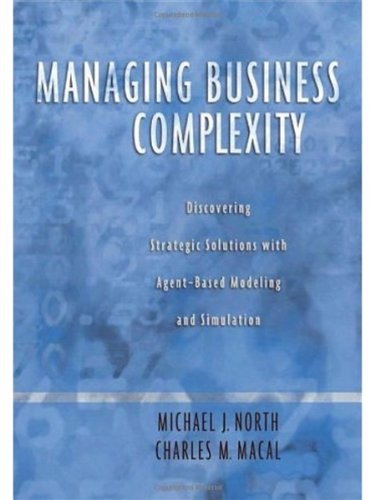 MANAGING BUSINESS
COMPLEXITY
Discovering
Strategic Solutions with
Agent-Based Modeling
and Simulation
MICHAEL J. NORTH
CHARLES M. MACAL